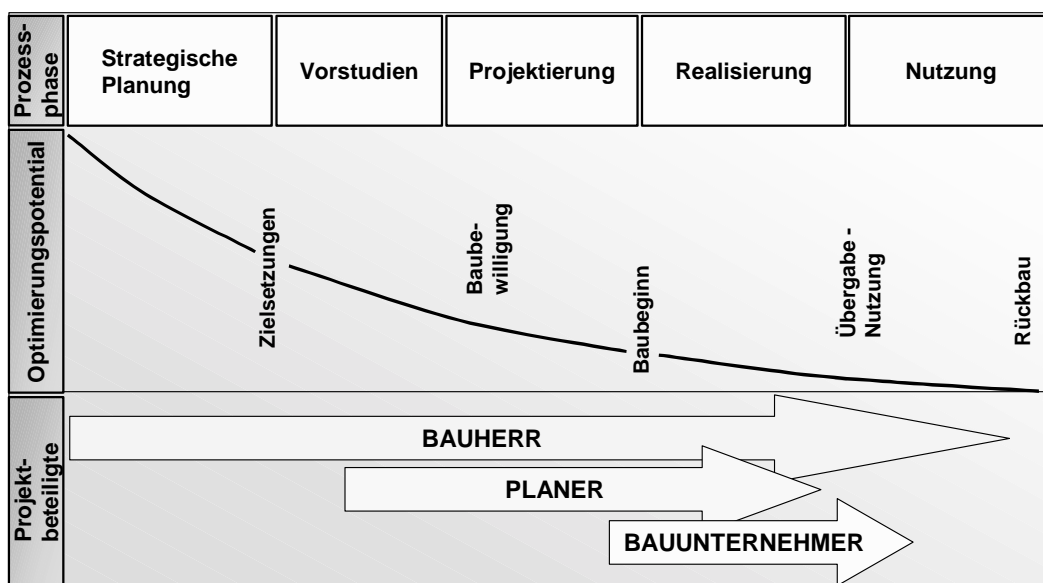 Prozess-
phase
Strategische
Planung
Vorstudien
Projektierung
Realisierung
Nutzung
Optimierungspotential
Zielsetzungen
Baube-
willigung
Baubeginn
Übergabe -
Nutzung
Rückbau
Projekt-
beteiligte
BAUHERR
PLANER
BAUUNTERNEHMER